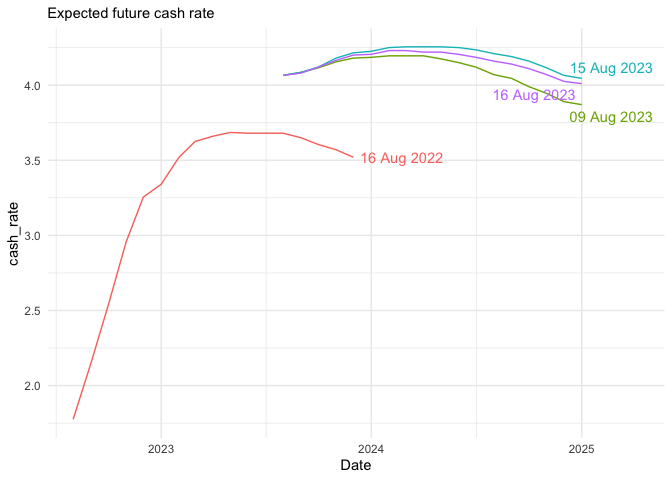 Expected future cash rate
4.0
3.5
3.0
2.5
2.0
cash_rate
15 Aug 2023
16 Aug 2023
09 Aug 2023
16 Aug 2022
2023
2024
2025
Date